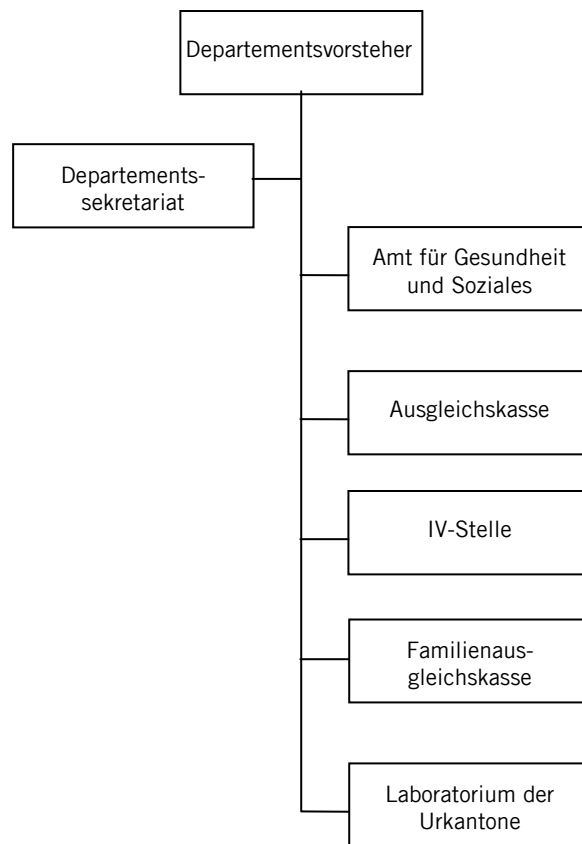 Departementsvorsteher
Departements-
sekretariat
Amt für Gesundheit
und Soziales
Ausgleichskasse
IV-Stelle
Familienaus-
gleichskasse
Laboratorium der
Urkantone